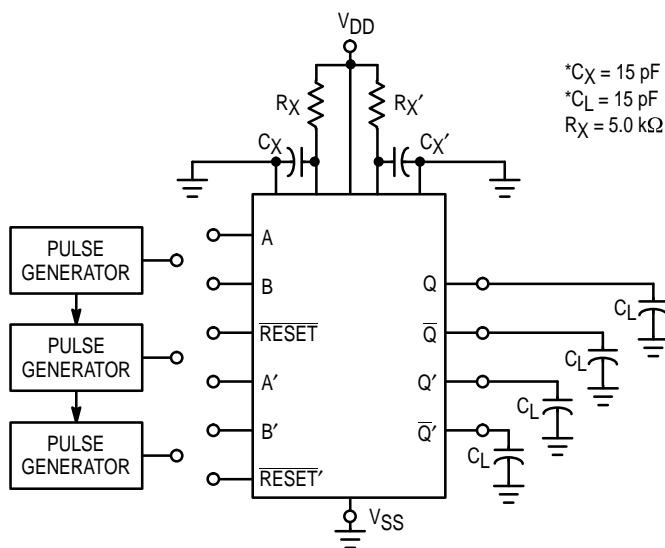 VDD
RX
RX′
*CX = 15 pF
*CL = 15 pF
RX = 5.0 kΩ
CX
CX′
PULSE
GENERATOR
PULSE
GENERATOR
PULSE
GENERATOR
A
B
RESET
A′
B′
RESET′
Q
Q̅
Q′
Q̅′
CL
CL
CL
CL
VSS